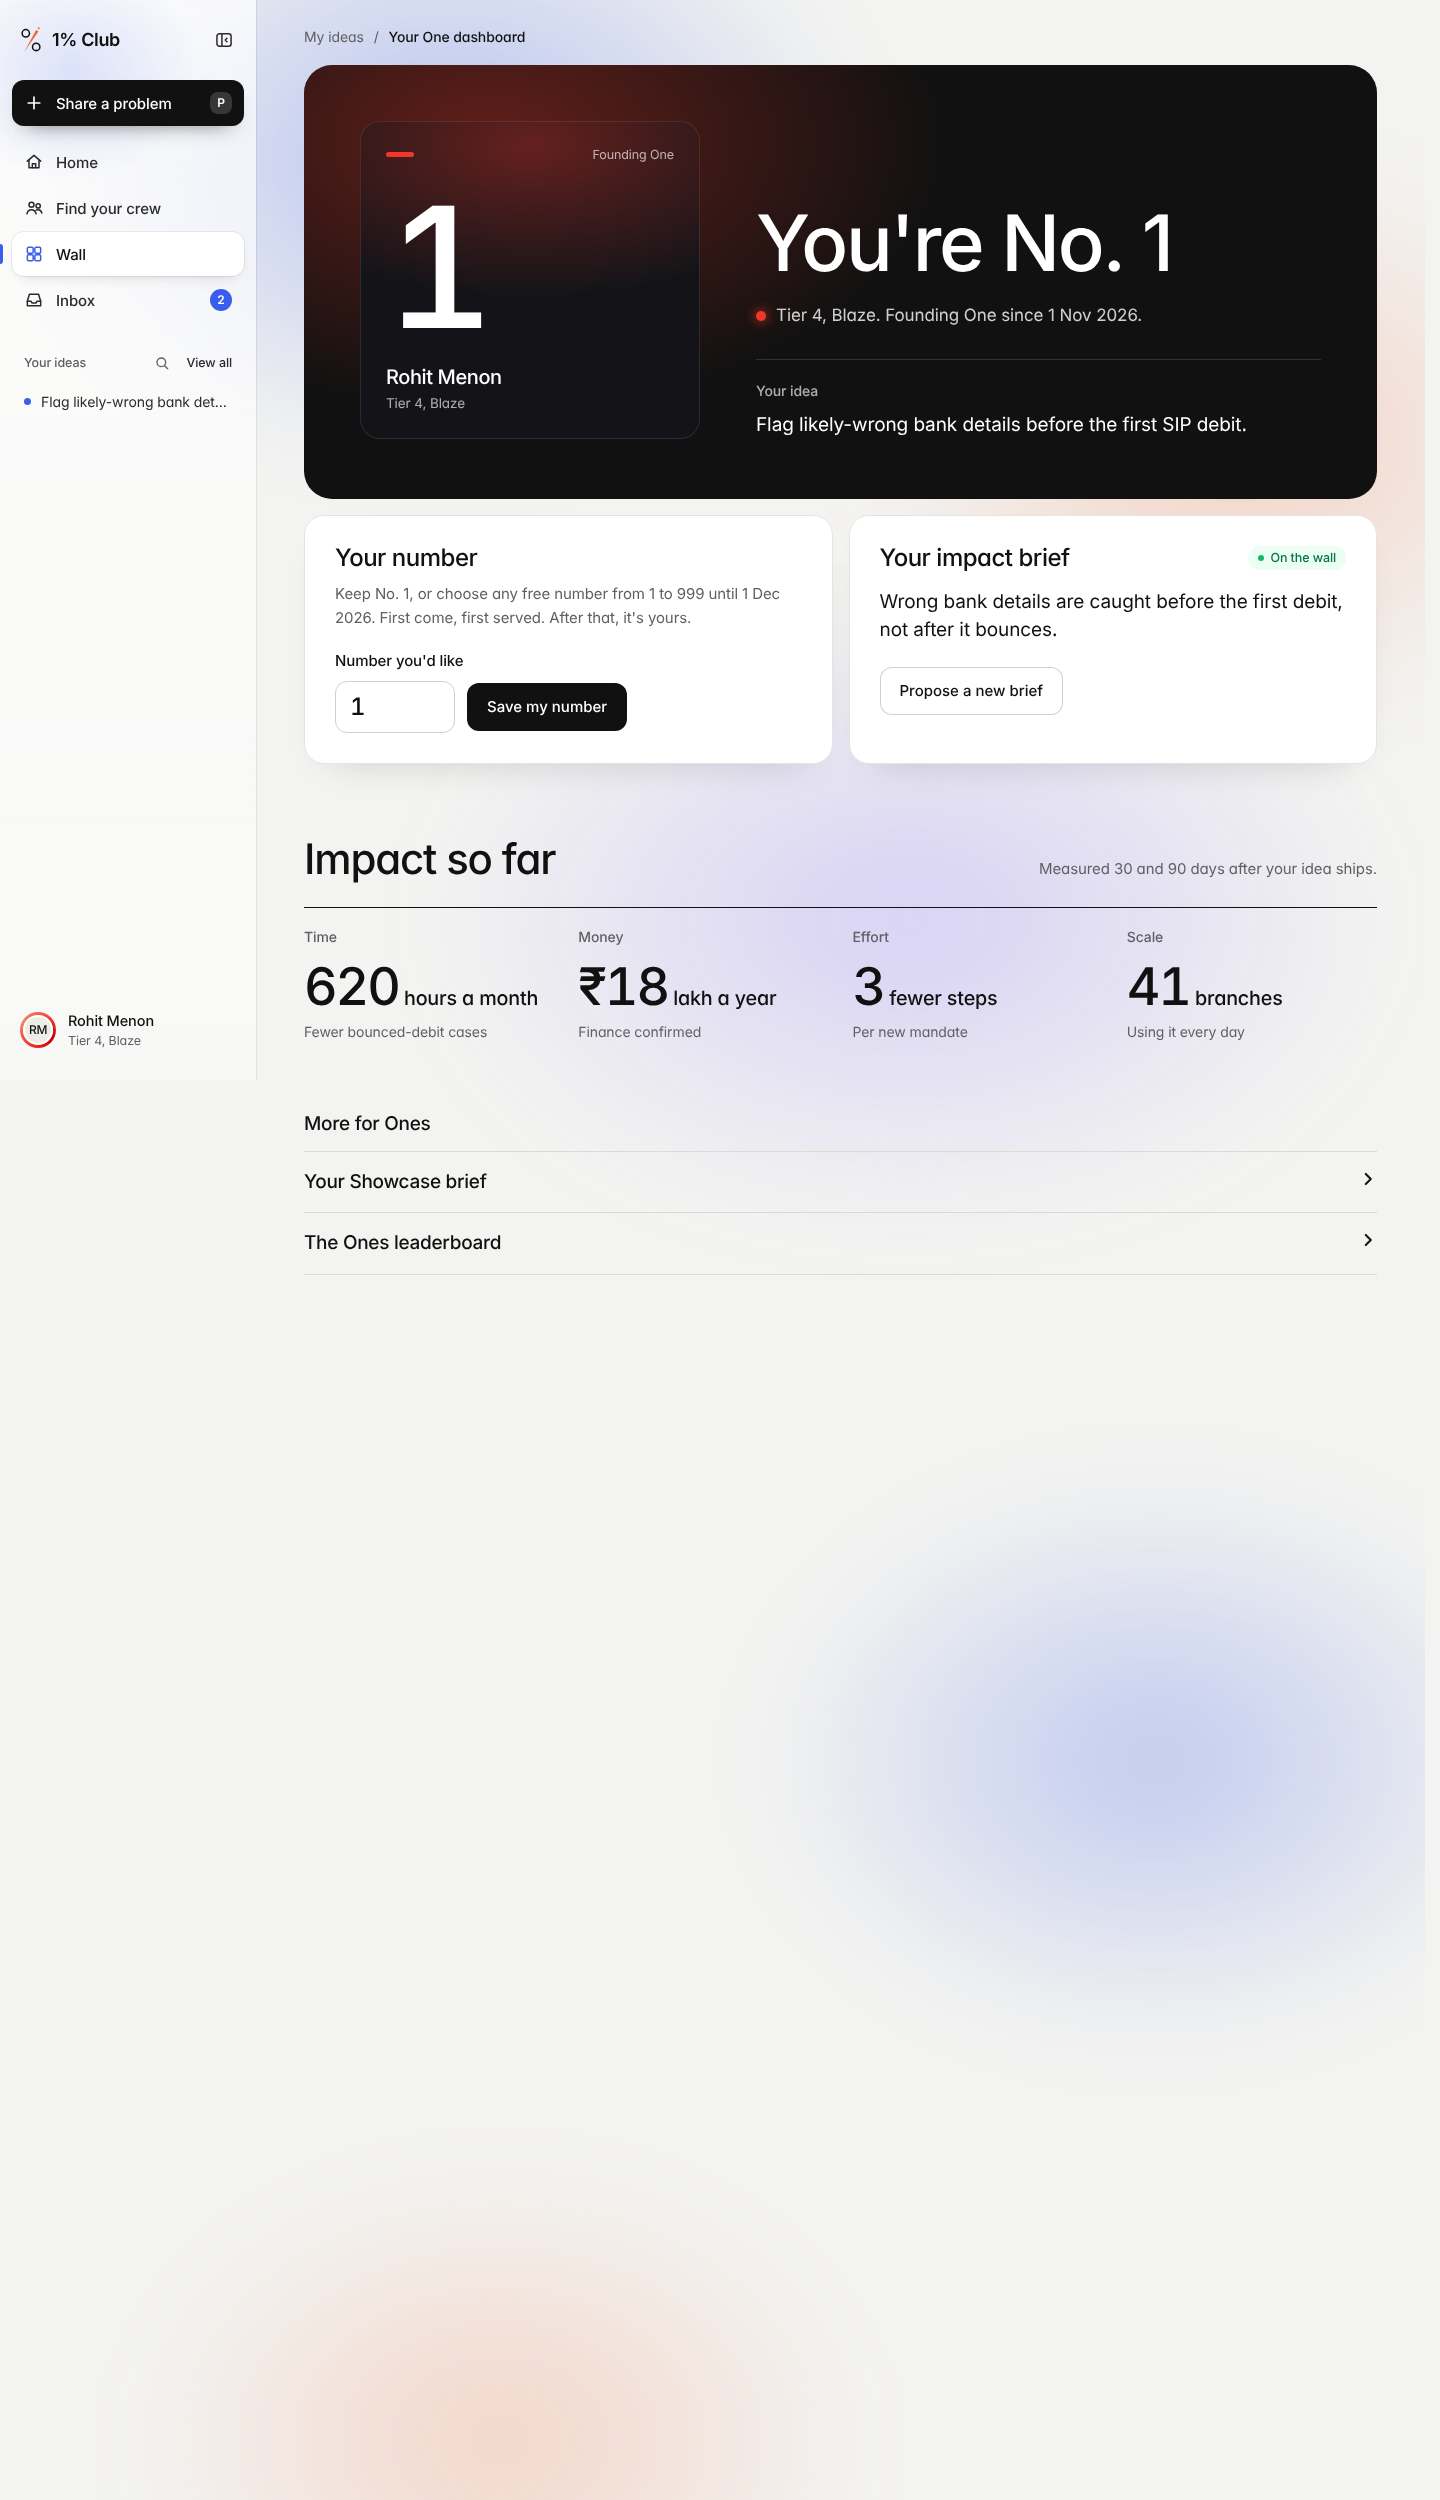 1% Club
Share a problem P
Home
Find your crew
Wall
Inbox 2
Your ideas View all
Flag likely-wrong bank det...
Rohit Menon
RM
Tier 4, Blaze
My ideas / Your One dashboard
Founding One
1
Rohit Menon
Tier 4, Blaze
You're No. 1
Tier 4, Blaze. Founding One since 1 Nov 2026.
Your idea
Flag likely-wrong bank details before the first SIP debit.
Your number
Keep No. 1, or choose any free number from 1 to 999 until 1 Dec
2026. First come, first served. After that, it's yours.
Number you'd like
1 Save my number
Your impact brief On the wall
Wrong bank details are caught before the first debit,
not after it bounces.
Propose a new brief
Impact so far Measured 30 and 90 days after your idea ships.
Time Money Effort Scale
620 hours a month ₹18 lakh a year 3 fewer steps 41 branches
Fewer bounced-debit cases Finance confirmed Per new mandate Using it every day
More for Ones
Your Showcase brief
The Ones leaderboard